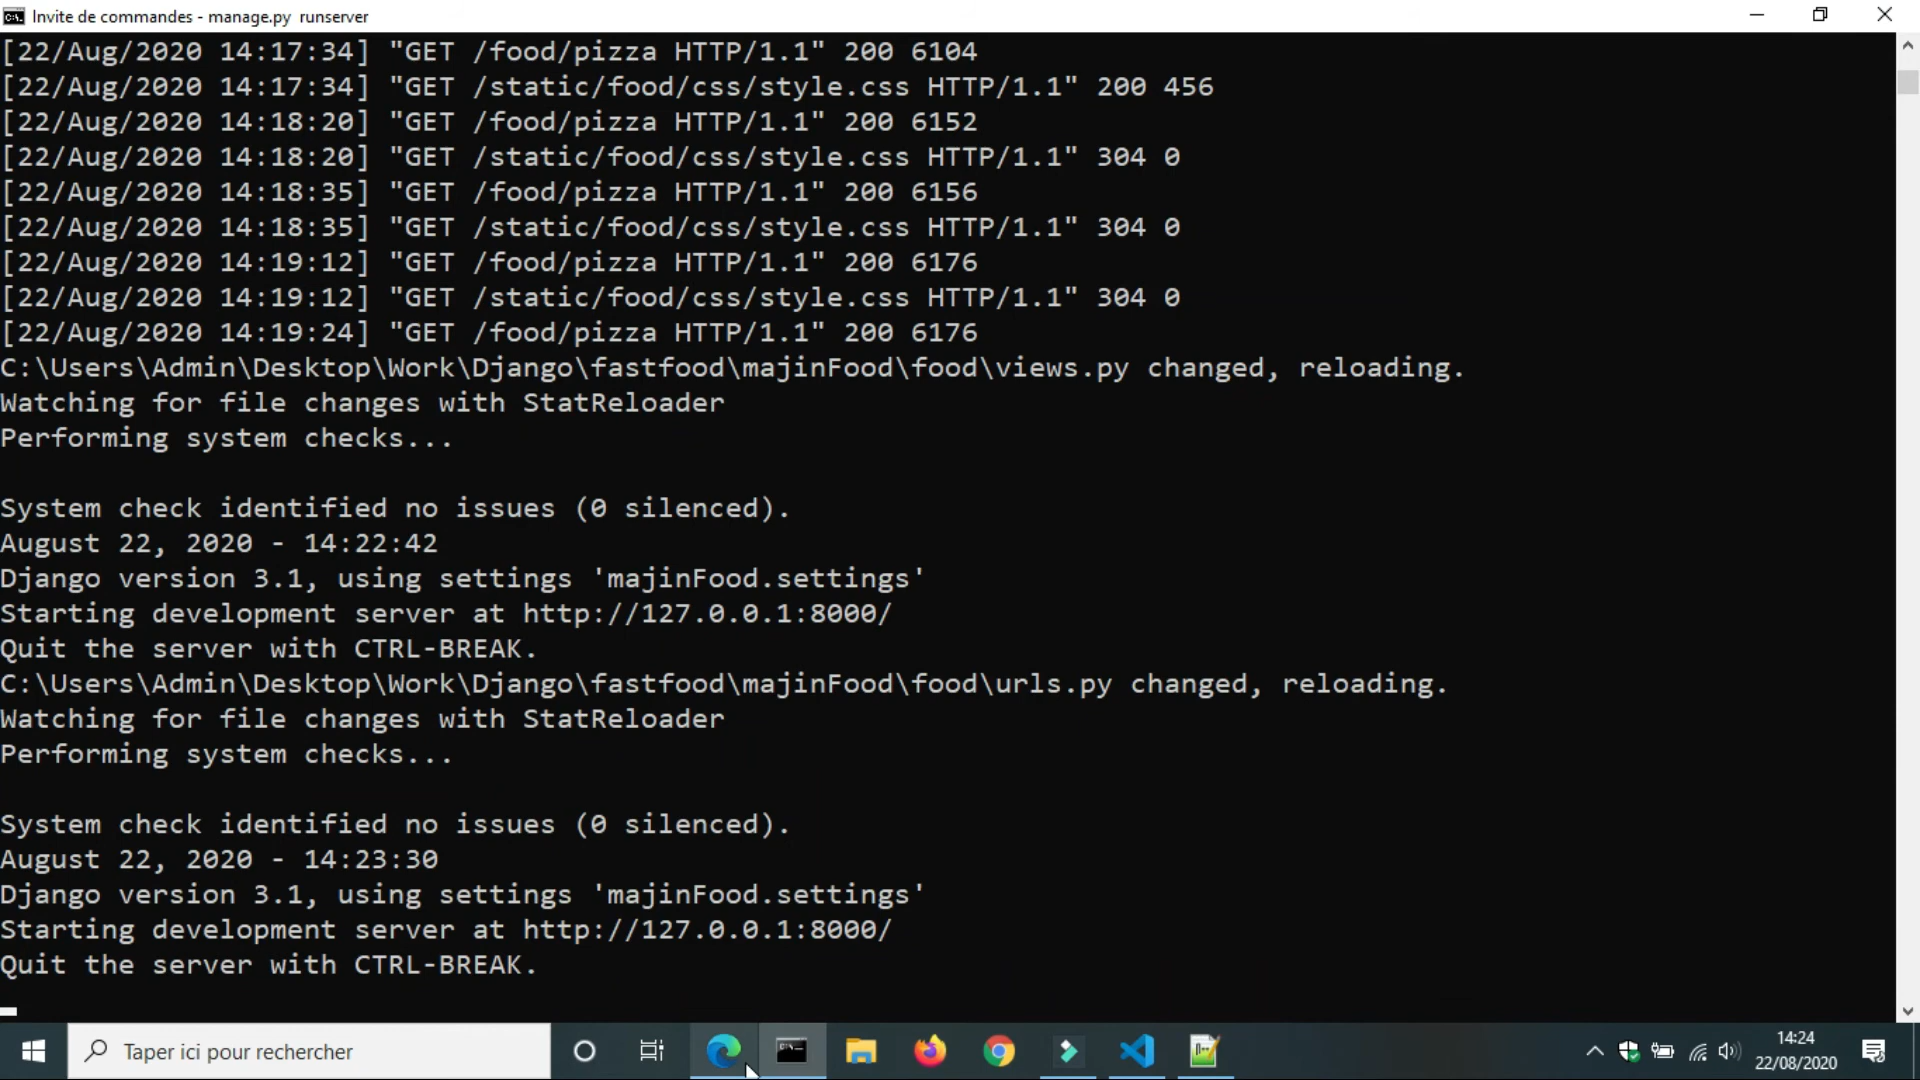 Invite de commandes - manage.py  runserver
[22/Aug/2020 14:17:34] "GET /food/pizza HTTP/1.1" 200 6104
[22/Aug/2020 14:17:34] "GET /static/food/css/style.css HTTP/1.1" 200 456
[22/Aug/2020 14:18:20] "GET /food/pizza HTTP/1.1" 200 6152
[22/Aug/2020 14:18:20] "GET /static/food/css/style.css HTTP/1.1" 304 0
[22/Aug/2020 14:18:35] "GET /food/pizza HTTP/1.1" 200 6156
[22/Aug/2020 14:18:35] "GET /static/food/css/style.css HTTP/1.1" 304 0
[22/Aug/2020 14:19:12] "GET /food/pizza HTTP/1.1" 200 6176
[22/Aug/2020 14:19:12] "GET /static/food/css/style.css HTTP/1.1" 304 0
[22/Aug/2020 14:19:24] "GET /food/pizza HTTP/1.1" 200 6176
C:\Users\Admin\Desktop\Work\Django\fastfood\majinFood\food\views.py changed, reloading.
Watching for file changes with StatReloader
Performing system checks...
System check identified no issues (0 silenced).
August 22, 2020 - 14:22:42
Django version 3.1, using settings 'majinFood.settings'
Starting development server at http://127.0.0.1:8000/
Quit the server with CTRL-BREAK.
C:\Users\Admin\Desktop\Work\Django\fastfood\majinFood\food\urls.py changed, reloading.
Watching for file changes with StatReloader
Performing system checks...
System check identified no issues (0 silenced).
August 22, 2020 - 14:23:30
Django version 3.1, using settings 'majinFood.settings'
Starting development server at http://127.0.0.1:8000/
Quit the server with CTRL-BREAK.
Taper ici pour rechercher
14:24
22/08/2020